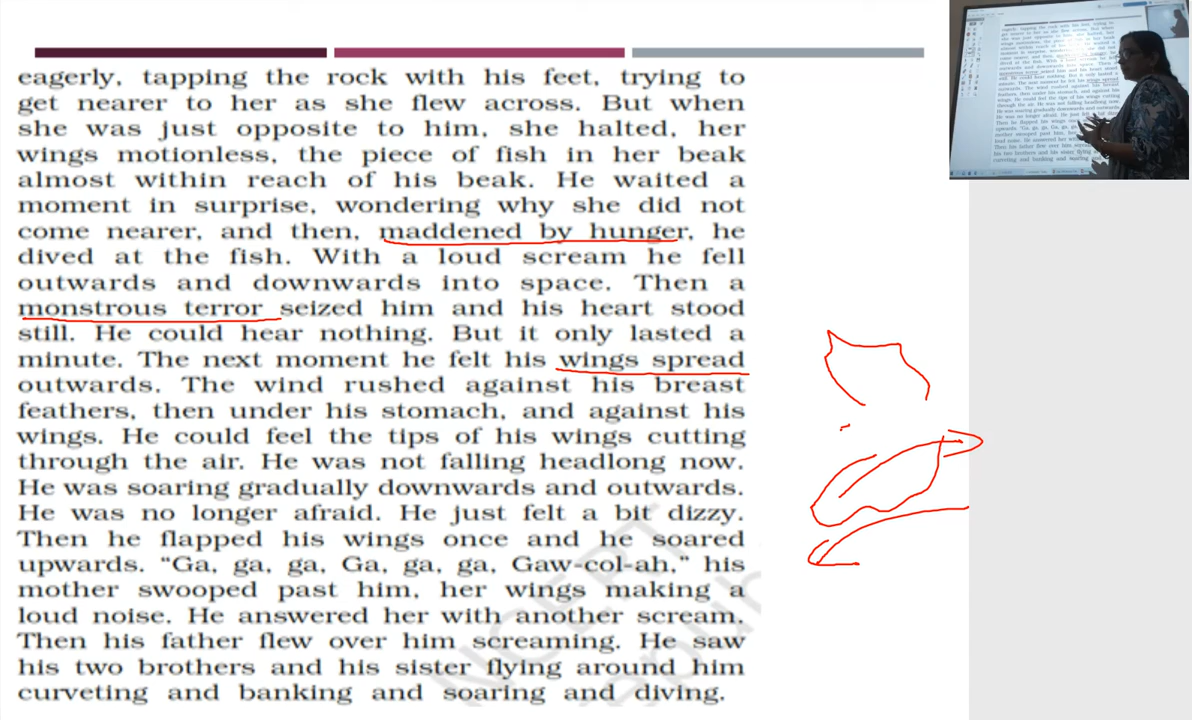 eagerly, tapping the rock with his feet, trying to
get nearer to her as she flew across. But when
she was just opposite to him, she halted, her
wings motionless, the piece of fish in her beak
almost within reach of his beak. He waited a
moment in surprise, wondering why she did not
come nearer, and then, maddened by hunger, he
dived at the fish. With a loud scream he fell
outwards and downwards into space. Then a
monstrous terror seized him and his heart stood
still. He could hear nothing. But it only lasted a
minute. The next moment he felt his wings spread
outwards. The wind rushed against his breast
feathers, then under his stomach, and against his
wings. He could feel the tips of his wings cutting
through the air. He was not falling headlong now.
He was soaring gradually downwards and outwards.
He was no longer afraid. He just felt a bit dizzy.
Then he flapped his wings once and he soared
upwards. “Ga, ga, ga, Ga, ga, ga, Gaw-col-ah,” his
mother swooped past him, her wings making a
loud noise. He answered her with another scream.
Then his father flew over him screaming. He saw
his two brothers and his sister flying around him
curveting and banking and soaring and diving.
NCERT